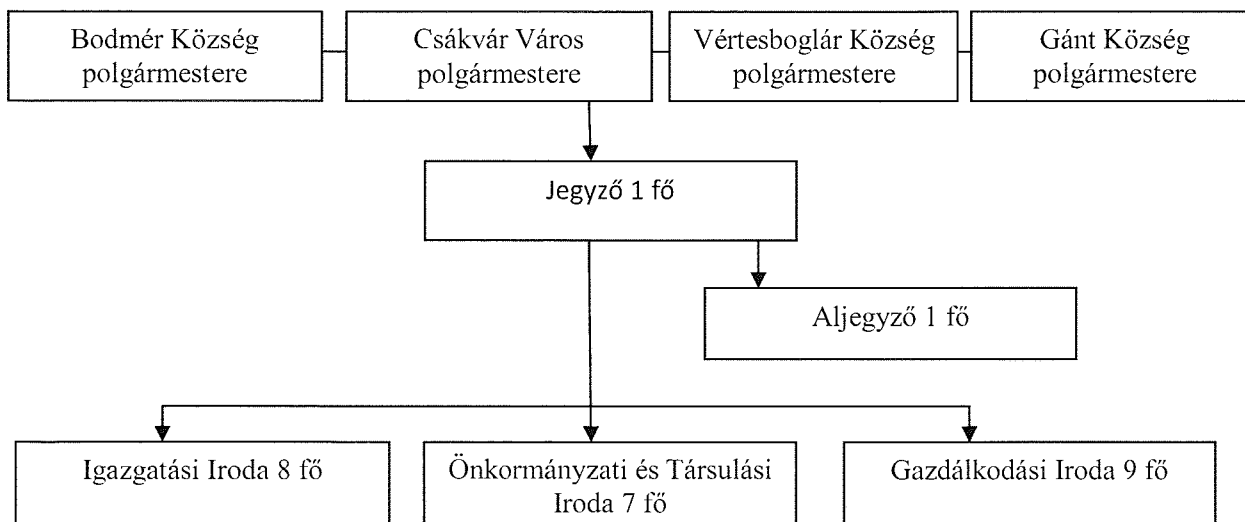 Bodmér Község
polgármestere
Csákvár Város
polgármestere
Vértesboglár Község
polgármestere
Gánt Község
polgármestere
Jegyző 1 fő
Aljegyző 1 fő
Igazgatási Iroda 8 fő
Önkormányzati és Társulási
Iroda 7 fő
Gazdálkodási Iroda 9 fő